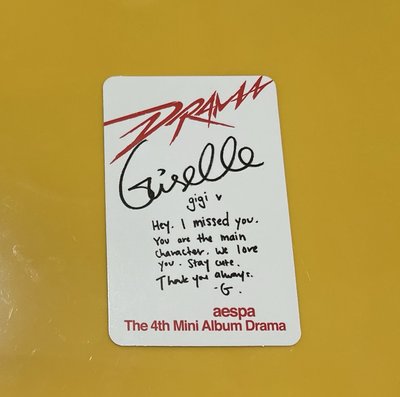 DRAMA
Giselle
gigi ♥
Hey. I missed you.
You are the main
character. We love
you. Stay cute.
Thank you always.
-G.
aespa
The 4th Mini Album Drama